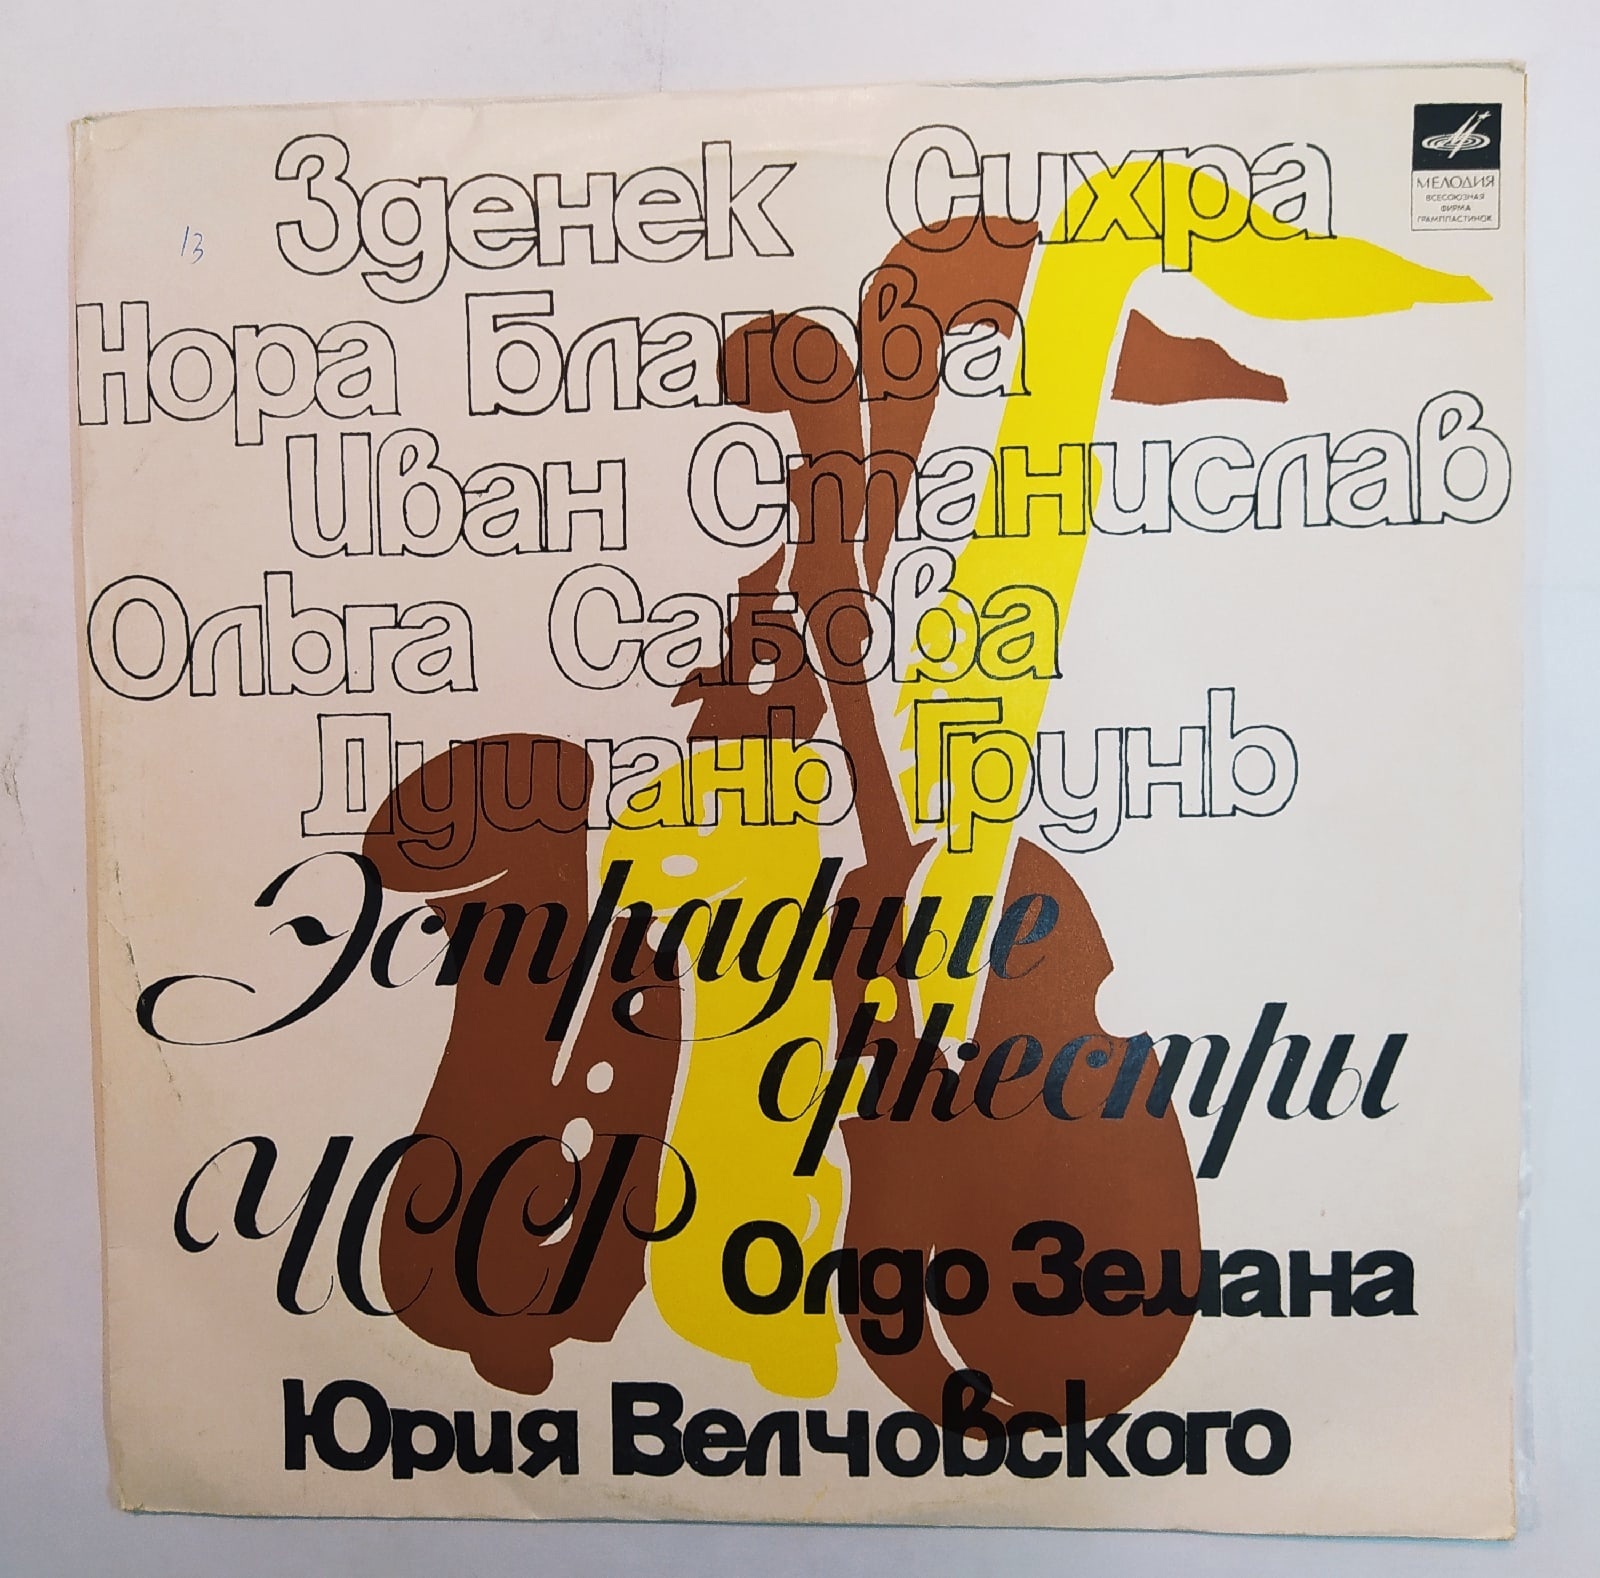 Зденек Сихра
МЕЛОДИЯ
ВСЕСОЮЗНАЯ
ФИРМА
ГРАМПЛАСТИНОК
13
Нора Благова
Иван Станислав
Ольга Сабова
Душань Грунь
Эстрадные
оркестры
ЧССР
Олдо Земана
Юрия Велчовского